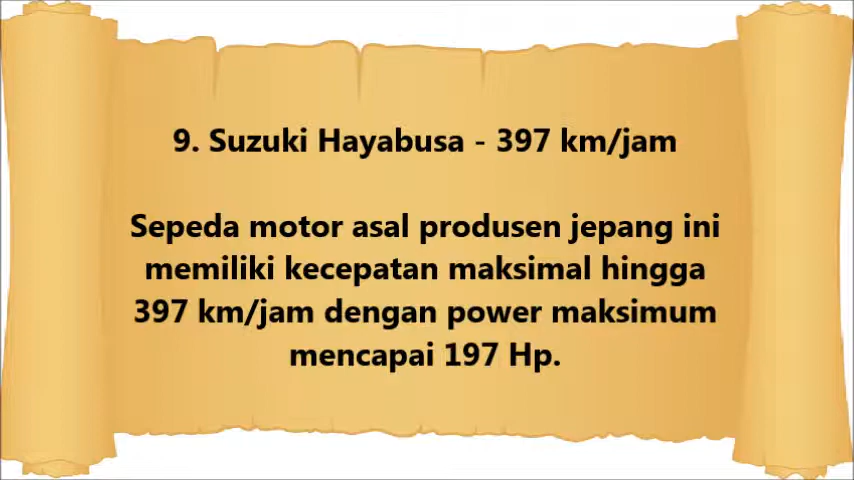 9. Suzuki Hayabusa - 397 km/jam
Sepeda motor asal produsen jepang ini
memiliki kecepatan maksimal hingga
397 km/jam dengan power maksimum
mencapai 197 Hp.